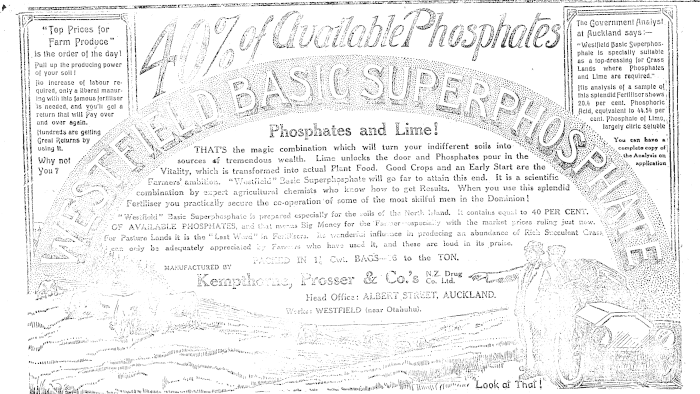 "Top Prices for
Farm Produce"
is the order of the day!
Pull up the producing power
of your soil!
No increase of labour re-
quired, only a liberal manur-
ing with this famous fertiliser
is needed, and you'll get a
return that will pay over
and over again.
Hundreds are getting
Great Returns by
using it.
Why not
You?
40% of Available Phosphates
WESTFIELD BASIC SUPERPHOSPHATE
The Government Analyst
at Auckland says:—
"Westfield Basic Superphos-
phate is specially suitable
as a top-dressing for Grass
Lands where Phosphates
and Lime are required."
His analysis of a sample of
this splendid Fertiliser shows
20.4 per cent. Phosphoric
Acid, equivalent to 44.54 per
cent. Phosphate of Lime,
largely citric soluble
You can have a
complete copy of
the Analysis on
application
Phosphates and Lime!
THAT'S the magic combination which will turn your indifferent soils into
sources of tremendous wealth. Lime unlocks the door and Phosphates pour in the
Vitality, which is transformed into actual Plant Food. Good Crops and an Early Start are the
Farmers' ambition. "Westfield" Basic Superphosphate will go far to attain this end. It is a scientific
combination by expert agricultural chemists who know how to get Results. When you use this splendid
Fertiliser you practically secure the co-operation of some of the most skilful men in the Dominion!
"Westfield" Basic Superphosphate is prepared especially for the soils of the North Island. It contains equal to 40 PER CENT.
OF AVAILABLE PHOSPHATES, and that means Big Money for the Farmer—especially with the market prices ruling just now.
For Pasture Lands it is the "Last Word" in Fertilizers. Its wonderful influence in producing an abundance of Rich Succulent Grass
can only be adequately appreciated by Farmers who have used it, and these are loud in its praise.
PACKED IN 1¼ Cwt. BAGS—16 to the TON.
MANUFACTURED BY
Kempthorne, Prosser & Co.'s N.Z. Drug Co. Ltd.
Head Office: ALBERT STREET, AUCKLAND.
Works: WESTFIELD (near Otahuhu).
Look at That!